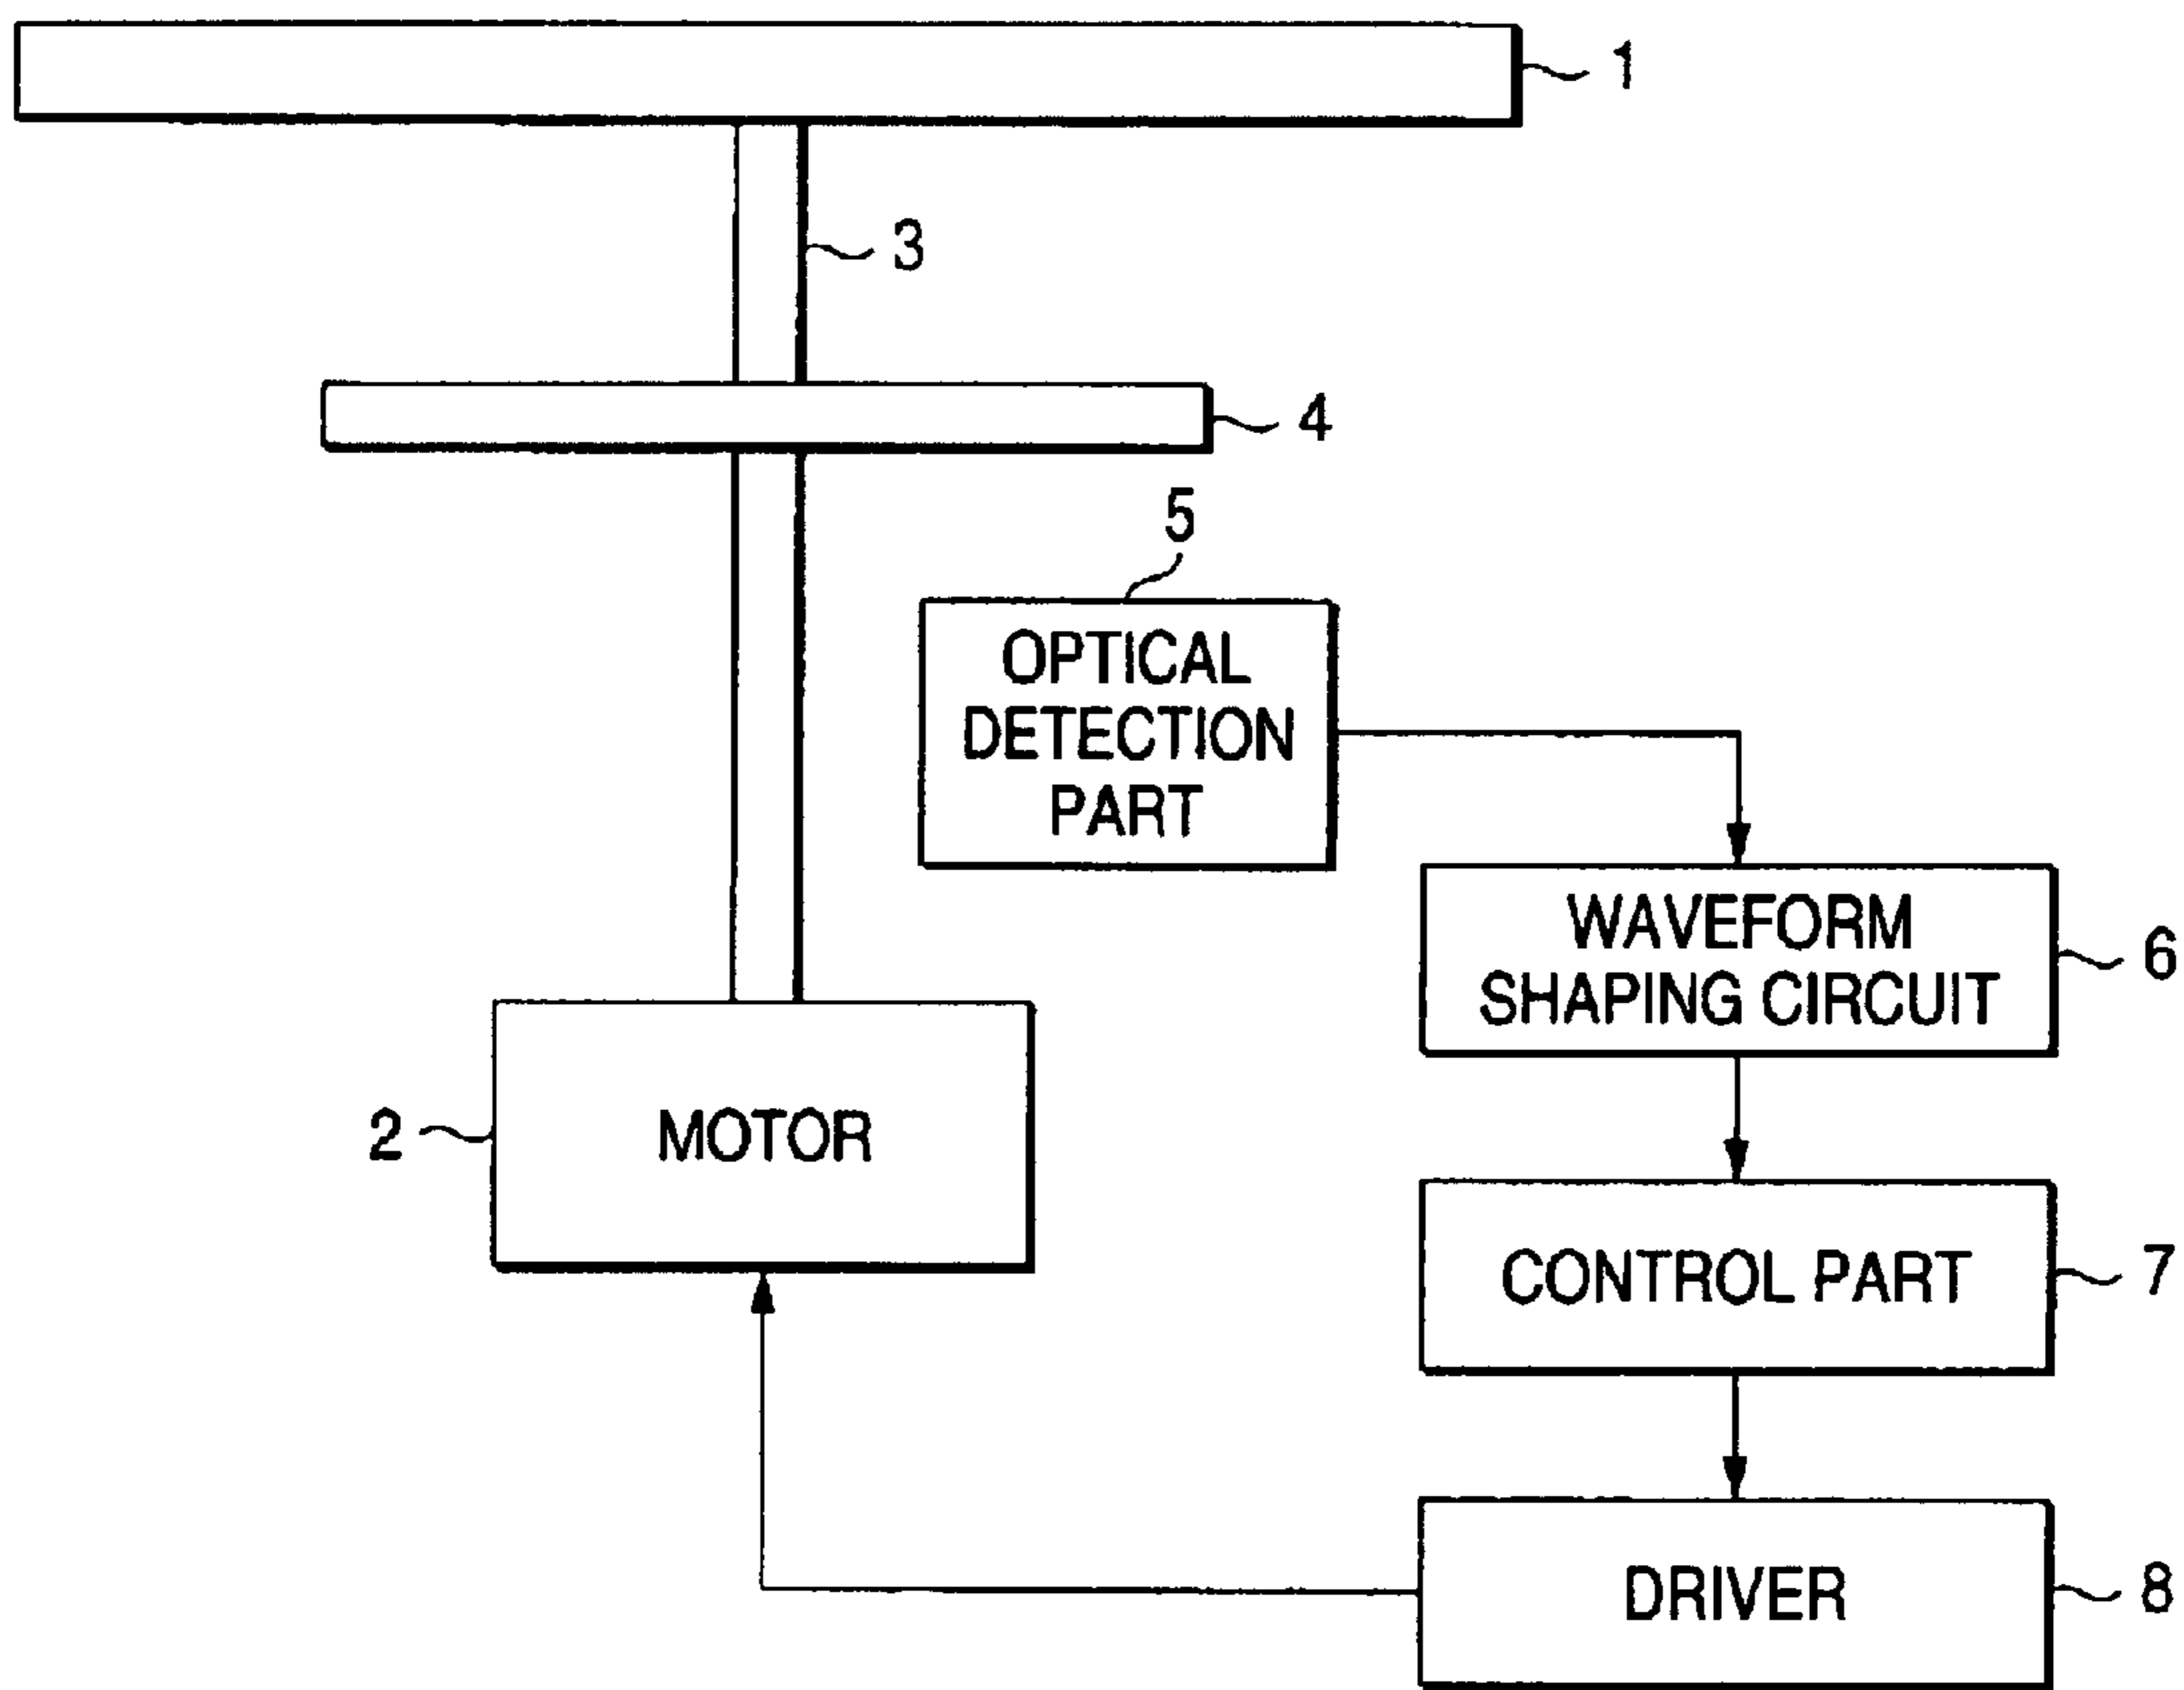 1
3
4
5
OPTICAL
DETECTION
PART
WAVEFORM
SHAPING CIRCUIT
6
2
MOTOR
CONTROL PART
7
DRIVER
8